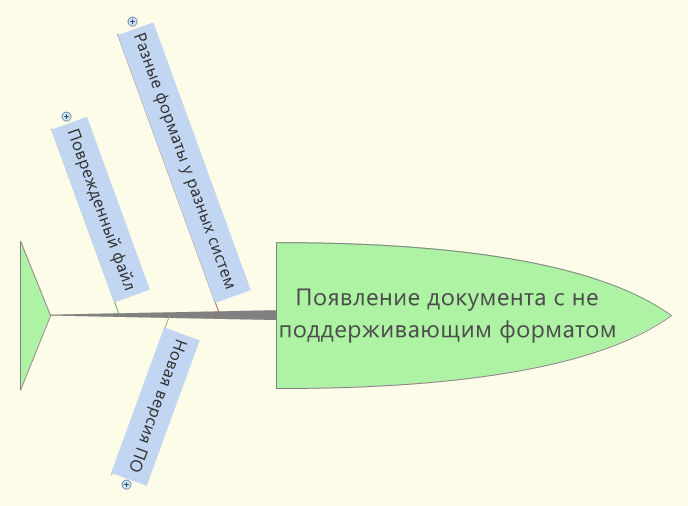 Разные форматы у разных систем
Поврежденный файл
Появление документа с не
поддерживающим форматом
Новая версия ПО